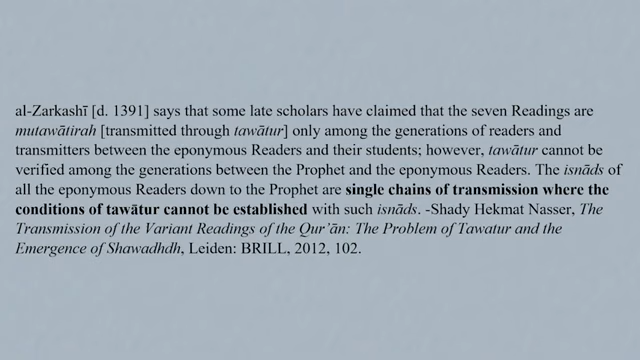 al-Zarkashī [d. 1391] says that some late scholars have claimed that the seven Readings are
mutawātirah [transmitted through tawātur] only among the generations of readers and
transmitters between the eponymous Readers and their students; however, tawātur cannot be
verified among the generations between the Prophet and the eponymous Readers. The isnāds of
all the eponymous Readers down to the Prophet are single chains of transmission where the
conditions of tawātur cannot be established with such isnāds. -Shady Hekmat Nasser, The
Transmission of the Variant Readings of the Qurʾān: The Problem of Tawatur and the
Emergence of Shawadhdh, Leiden: BRILL, 2012, 102.